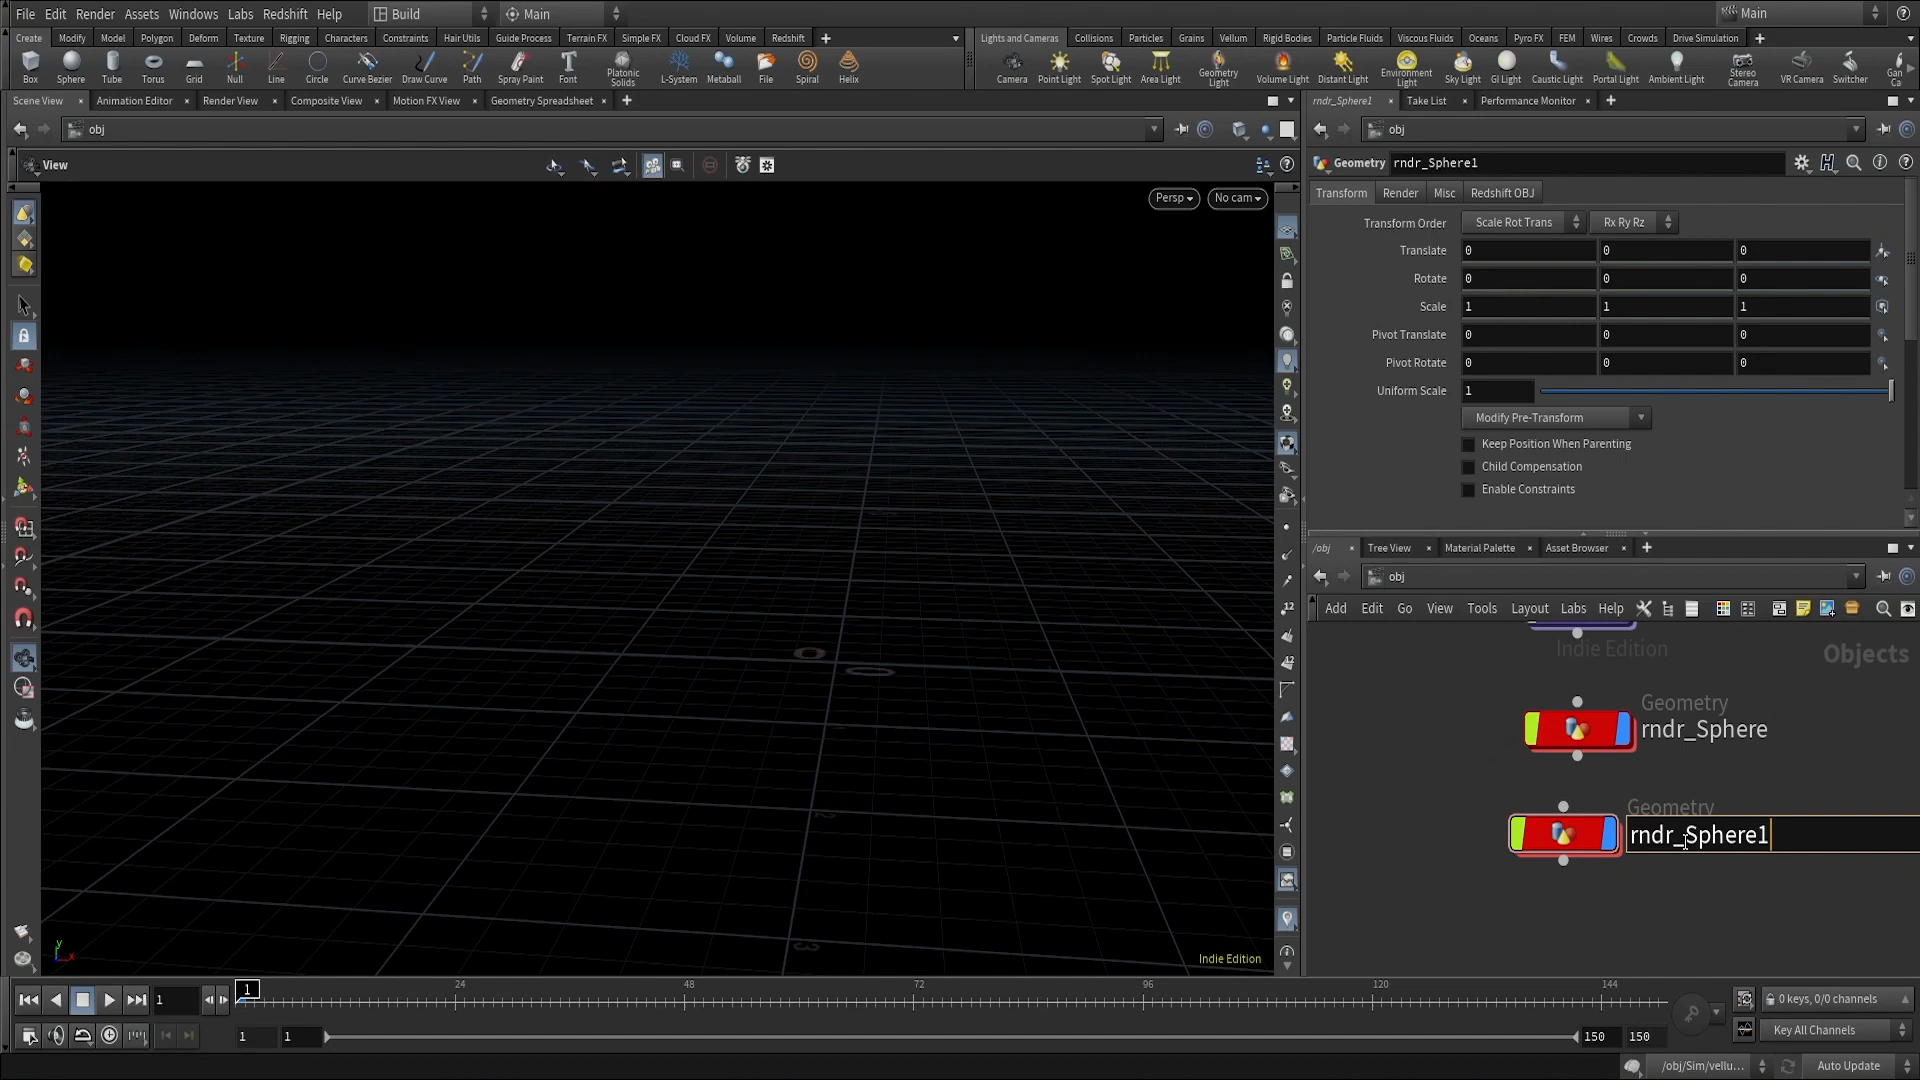 File Edit Render Assets Windows Labs Redshift Help Build Main Main
Create Modify Model Polygon Deform Texture Rigging Characters Constraints Hair Utils Guide Process Terrain FX Simple FX Cloud FX Volume Redshift
Lights and Cameras Collisions Particles Grains Vellum Rigid Bodies Particle Fluids Viscous Fluids Oceans Pyro FX FEM Wires Crowds Drive Simulation
Box Sphere Tube Torus Grid Null Line Circle Curve Bezier Draw Curve Path Spray Paint Font Platonic Solids L-System Metaball File Spiral Helix
Camera Point Light Spot Light Area Light Geometry Light Volume Light Distant Light Environment Light Sky Light GI Light Caustic Light Portal Light Ambient Light Stereo Camera VR Camera Switcher
Scene View Animation Editor Render View Composite View Motion FX View Geometry Spreadsheet
obj
View
Persp No cam
Indie Edition
rndr_Sphere1 Take List Performance Monitor
obj
Geometry rndr_Sphere1
Transform Render Misc Redshift OBJ
Transform Order Scale Rot Trans Rx Ry Rz
Translate 0 0 0
Rotate 0 0 0
Scale 1 1 1
Pivot Translate 0 0 0
Pivot Rotate 0 0 0
Uniform Scale 1
Modify Pre-Transform
Keep Position When Parenting
Child Compensation
Enable Constraints
/obj Tree View Material Palette Asset Browser
obj
Add Edit Go View Tools Layout Labs Help
Indie Edition
Objects
Geometry
rndr_Sphere
Geometry
rndr_Sphere1
1 1 24 48 72 96 120 144
0 keys, 0/0 channels
1 1 150 150
Key All Channels
/obj/Sim/vellu... Auto Update